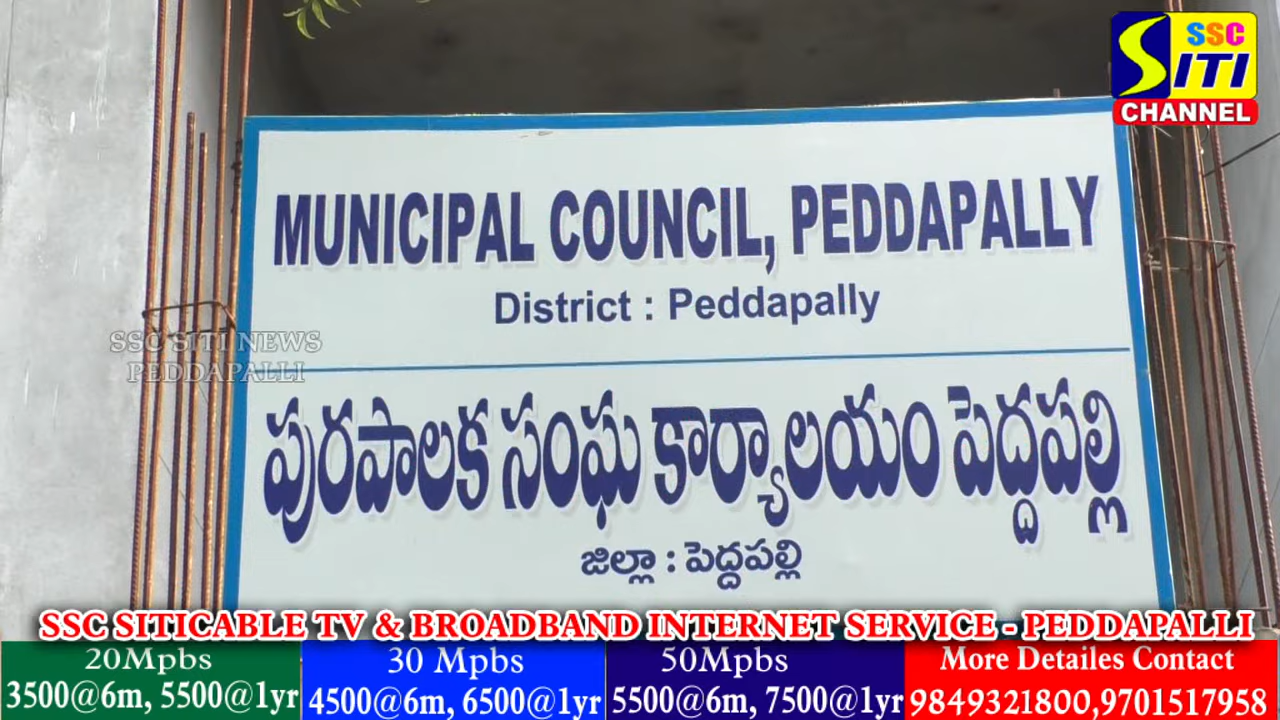 SSC
SITI
CHANNEL
MUNICIPAL COUNCIL, PEDDAPALLY
District : Peddapally
SSC SITI NEWS
PEDDAPALLI
పురపాలక సంఘ కార్యాలయం పెద్దపల్లి
జిల్లా : పెద్దపల్లి
SSC SITICABLE TV & BROADBAND INTERNET SERVICE - PEDDAPALLI
20Mpbs
3500@6m, 5500@1yr
30 Mpbs
4500@6m, 6500@1yr
50Mpbs
5500@6m, 7500@1yr
More Detailes Contact
9849321800,9701517958